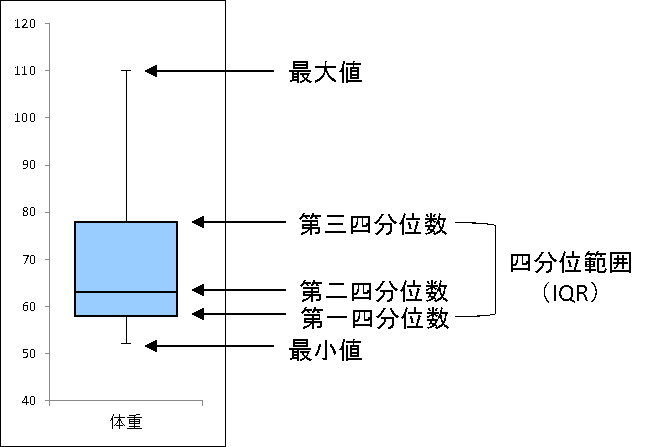 120
110
100
90
80
70
60
50
40
体重
最大値
第三四分位数
第二四分位数
第一四分位数
最小値
四分位範囲
（IQR）